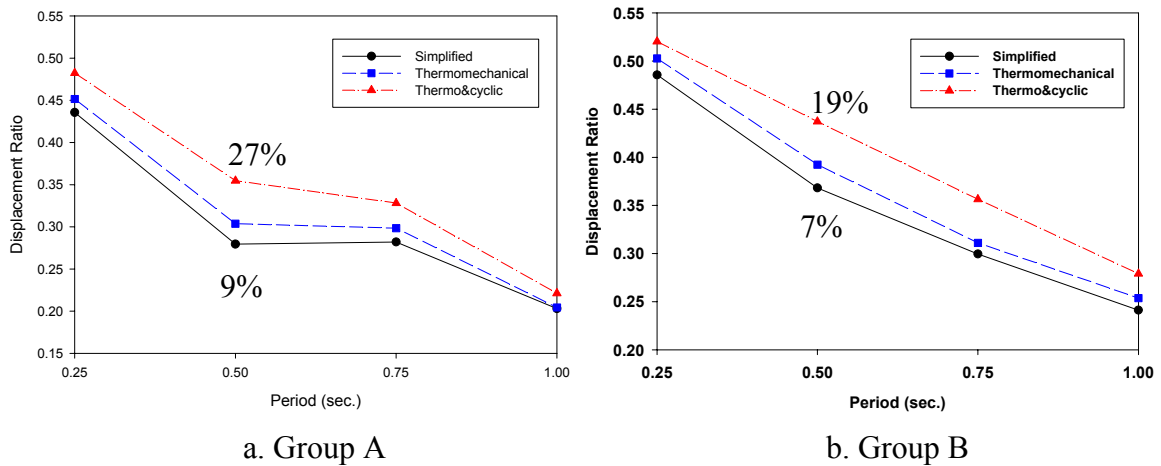 0.55
0.50
0.45
0.40
0.35
0.30
0.25
0.20
0.15
Displacement Ratio
Simplified
Thermomechanical
Thermo&cyclic
27%
9%
0.25 0.50 0.75 1.00
Period (sec.)
a. Group A
0.55
0.50
0.45
0.40
0.35
0.30
0.25
0.20
Displacement Ratio
Simplified
Thermomechanical
Thermo&cyclic
19%
7%
0.25 0.50 0.75 1.00
Period (sec.)
b. Group B